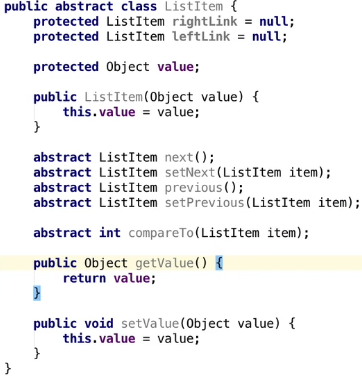 public abstract class ListItem {
    protected ListItem rightLink = null;
    protected ListItem leftLink = null;

    protected Object value;

    public ListItem(Object value) {
        this.value = value;
    }

    abstract ListItem next();
    abstract ListItem setNext(ListItem item);
    abstract ListItem previous();
    abstract ListItem setPrevious(ListItem item);

    abstract int compareTo(ListItem item);

    public Object getValue() {
        return value;
    }

    public void setValue(Object value) {
        this.value = value;
    }
}